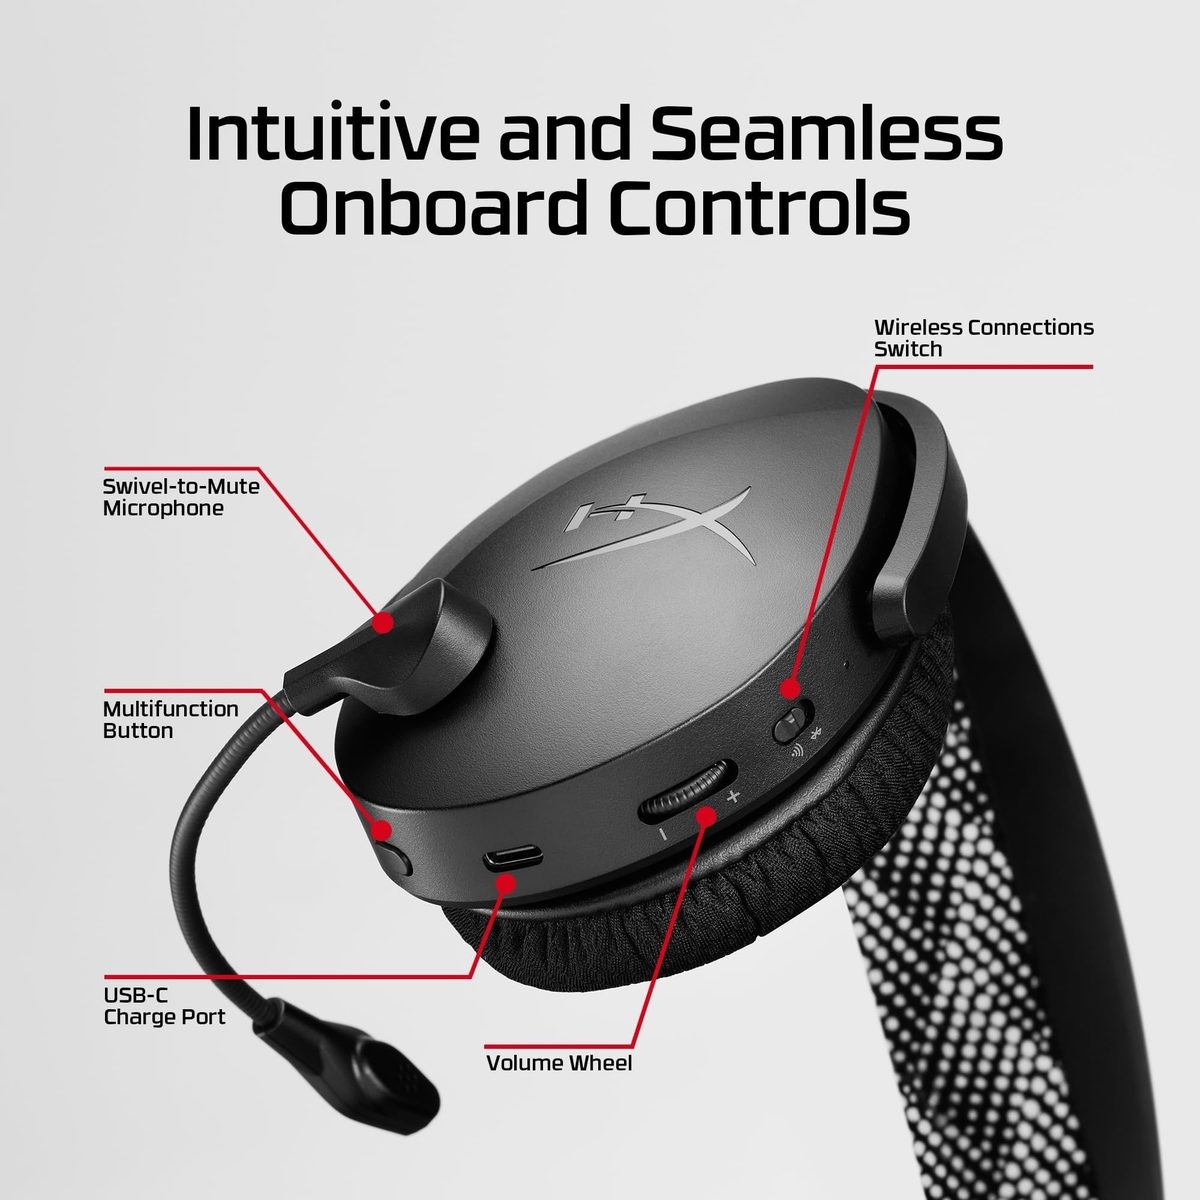 Intuitive and Seamless
Onboard Controls
Wireless Connections
Switch
Swivel-to-Mute
Microphone
Multifunction
Button
USB-C
Charge Port
Volume Wheel
HX